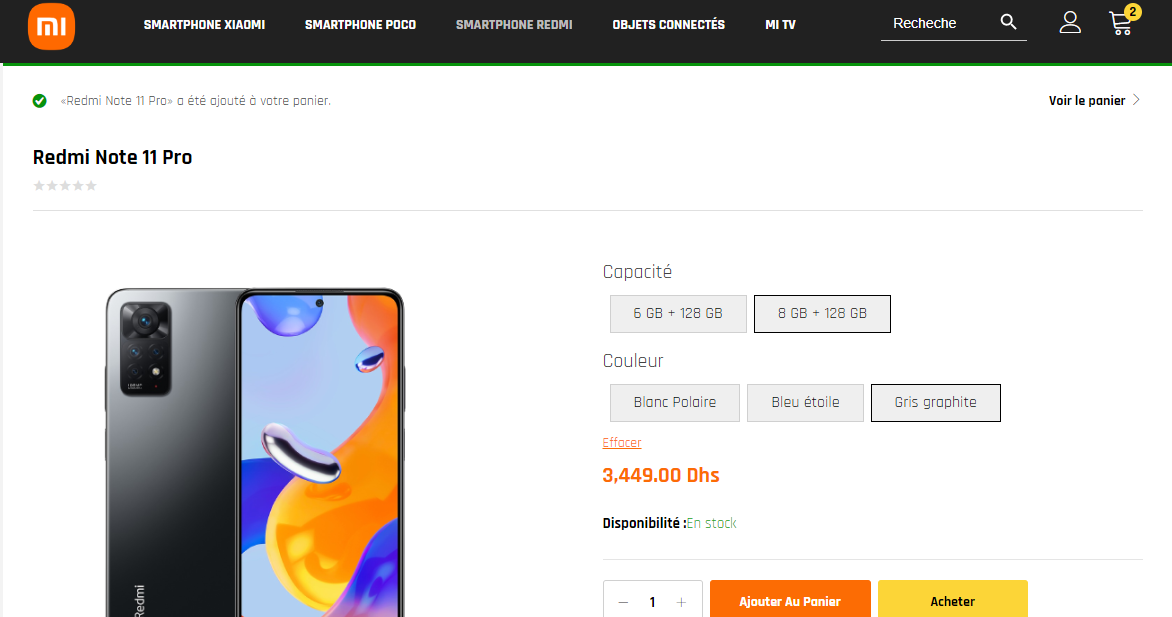 SMARTPHONE XIAOMI SMARTPHONE POCO SMARTPHONE REDMI OBJETS CONNECTÉS MI TV Recheche 2
«Redmi Note 11 Pro» a été ajouté à votre panier. Voir le panier
Redmi Note 11 Pro
Capacité
6 GB + 128 GB 8 GB + 128 GB
Couleur
Blanc Polaire Bleu étoile Gris graphite
Effacer
3,449.00 Dhs
Disponibilité :En stock
Redmi
− 1 + Ajouter Au Panier Acheter